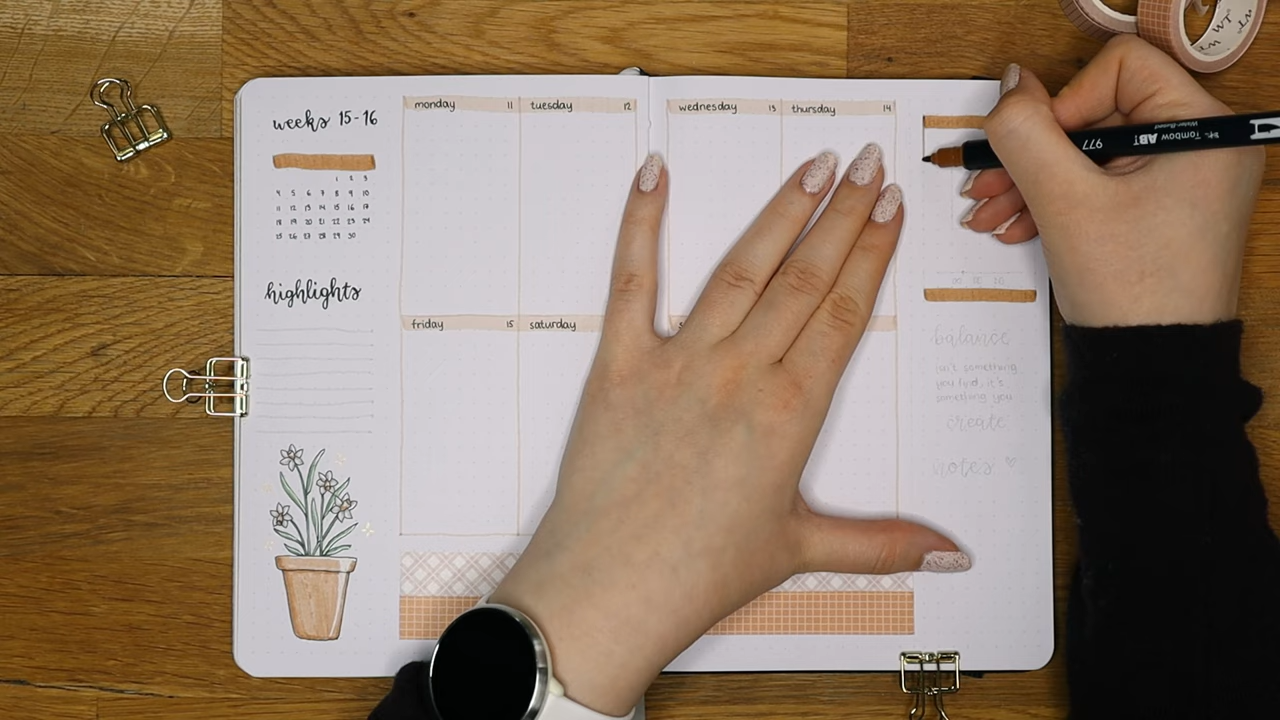 weeks 15-16
1 2 3
4 5 6 7 8 9 10
11 12 13 14 15 16 17
18 19 20 21 22 23 24
25 26 27 28 29 30
highlights
monday 11
tuesday 12
wednesday 13
thursday 14
friday 15
saturday
balance
isn't something
you find, it's
something you
create
notes
977 Tombow ABT